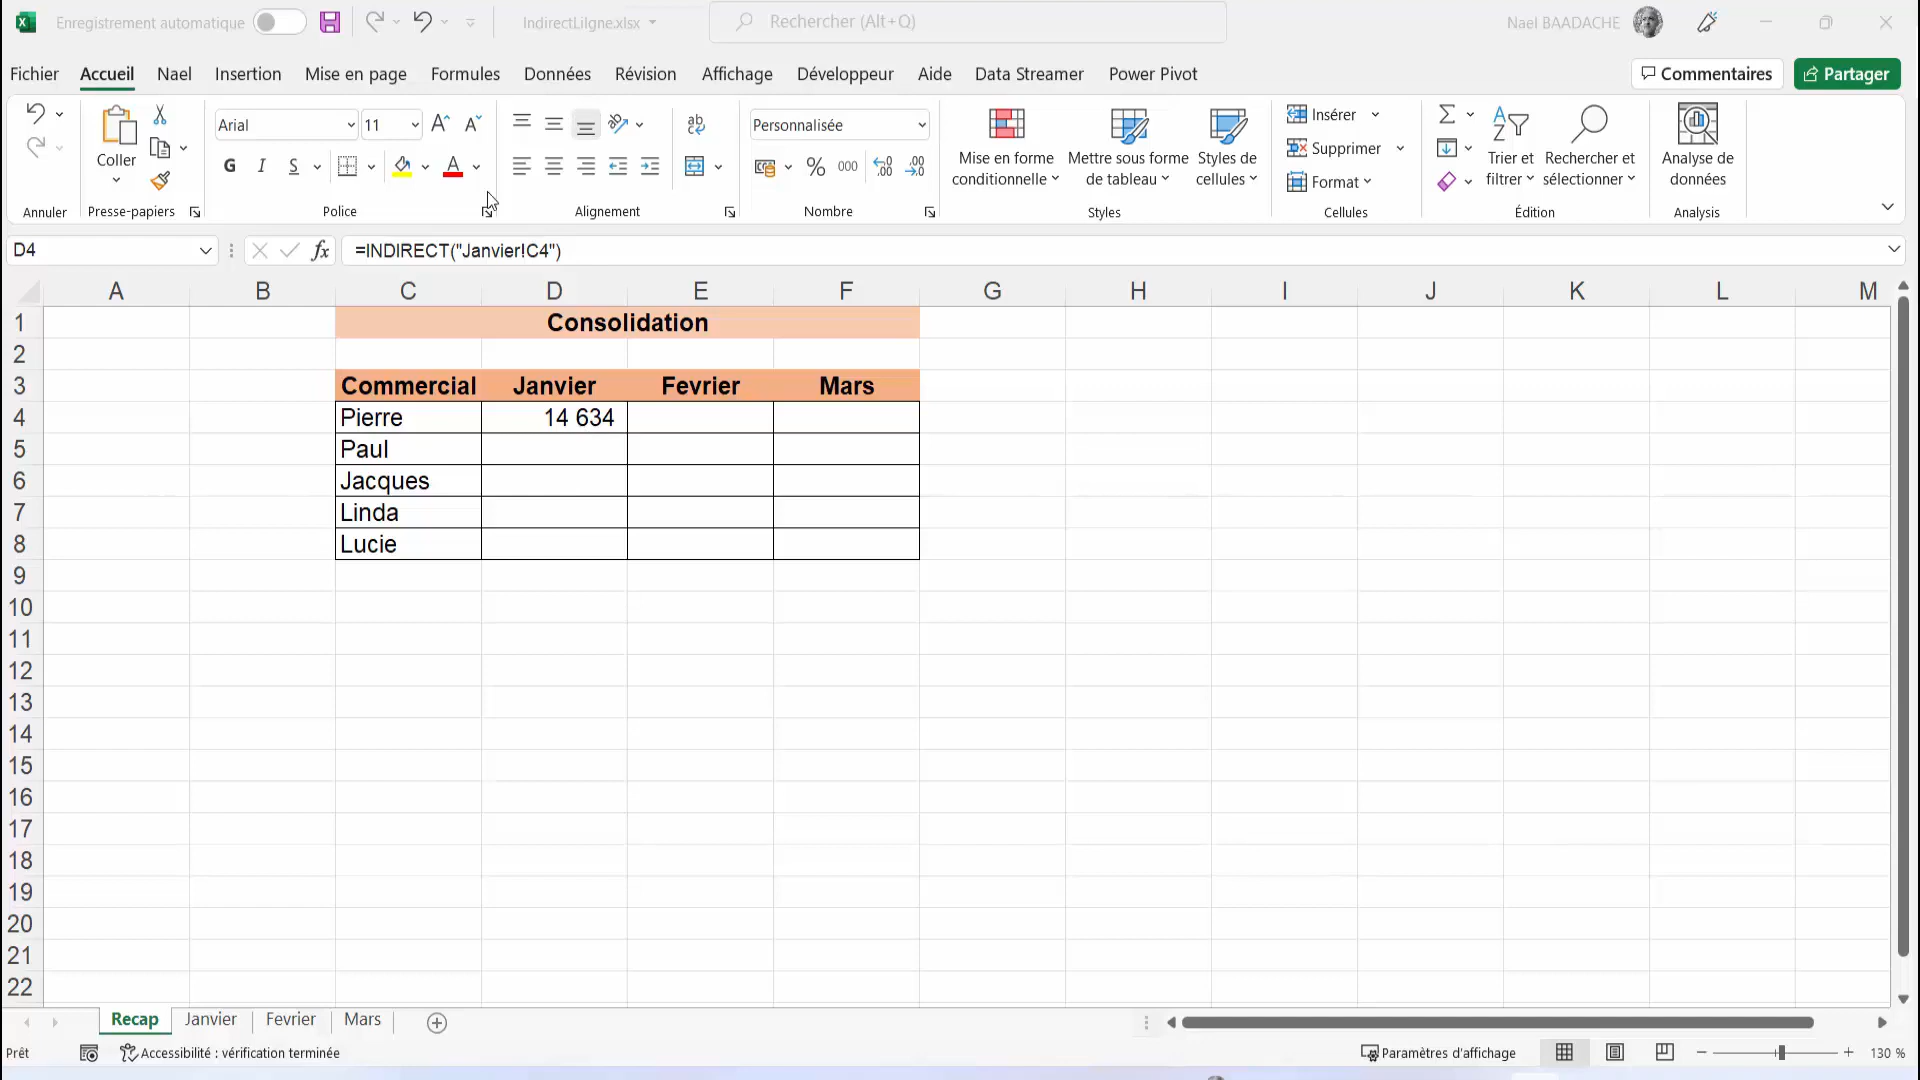 Enregistrement automatique
IndirectLilgne.xlsx
Rechercher (Alt+Q)
Nael BAADACHE
Fichier Accueil Nael Insertion Mise en page Formules Données Révision Affichage Développeur Aide Data Streamer Power Pivot
Commentaires Partager
Annuler
Coller
Presse-papiers
Arial 11
G I S
Police
ab
Alignement
Personnalisée
% 000
Nombre
Mise en forme conditionnelle
Mettre sous forme de tableau
Styles de cellules
Styles
Insérer
Supprimer
Format
Cellules
Trier et filtrer
Rechercher et sélectionner
Édition
Analyse de données
Analysis
D4 fx =INDIRECT("Janvier!C4")
A B C D E F G H I J K L M
1 Consolidation
2
3 Commercial Janvier Fevrier Mars
4 Pierre 14 634
5 Paul
6 Jacques
7 Linda
8 Lucie
9
10
11
12
13
14
15
16
17
18
19
20
21
22
Recap Janvier Fevrier Mars
Prêt Accessibilité : vérification terminée Paramètres d'affichage 130 %